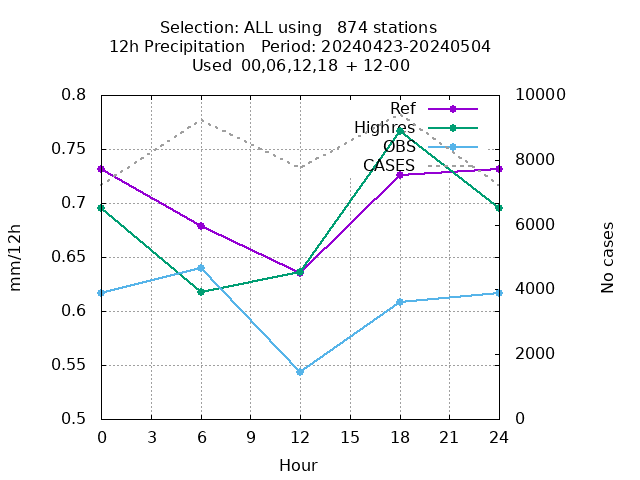 Selection: ALL using   874 stations
12h Precipitation   Period: 20240423-20240504
Used  00,06,12,18 + 12-00
0.8
0.75
0.7
0.65
0.6
0.55
0.5
mm/12h
Ref
Highres
OBS
CASES
10000
8000
6000
4000
2000
0
No cases
0 3 6 9 12 15 18 21 24
Hour